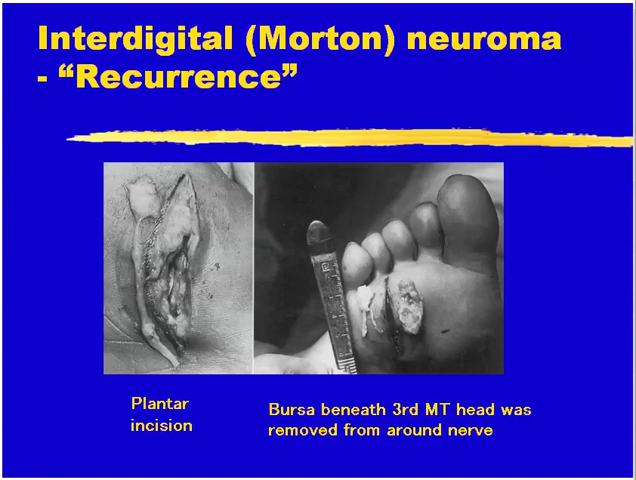 Interdigital (Morton) neuroma
- “Recurrence”
Plantar
incision
Bursa beneath 3rd MT head was
removed from around nerve